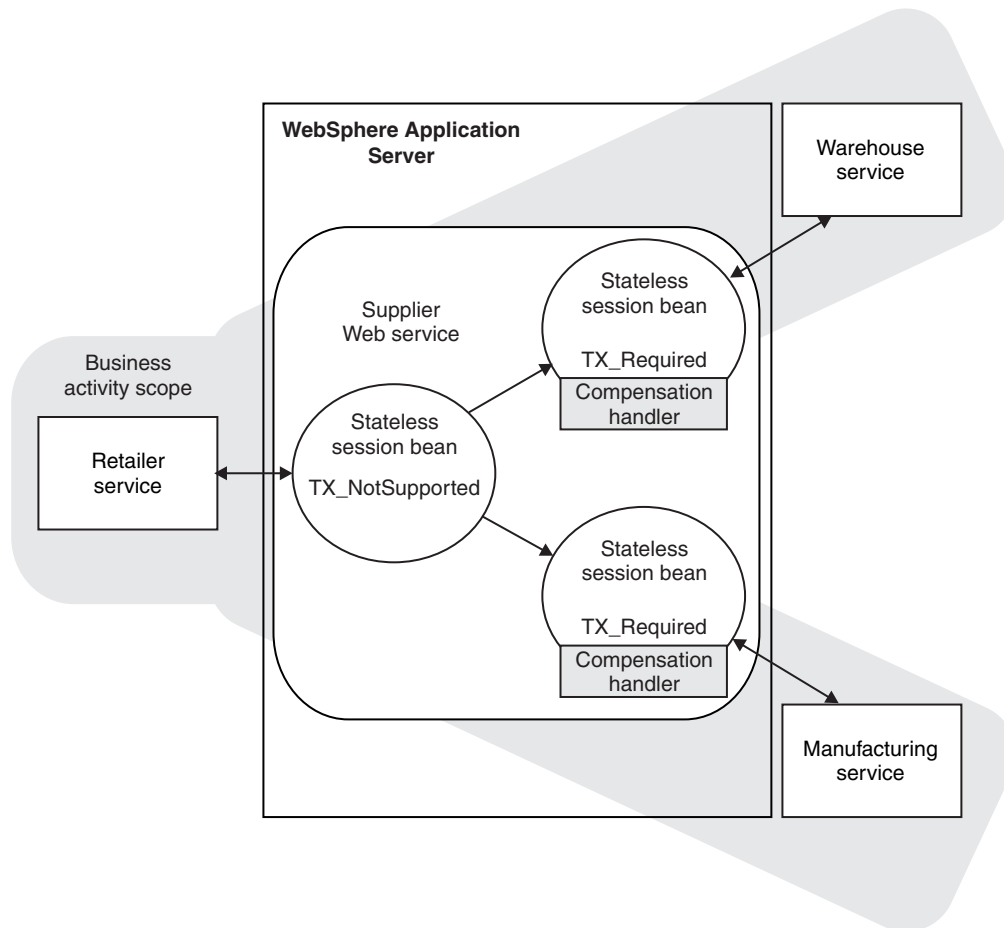 WebSphere Application
Server
Warehouse
service
Supplier
Web service
Stateless
session bean
TX_Required
Compensation
handler
Business
activity scope
Retailer
service
Stateless
session bean
TX_NotSupported
Stateless
session bean
TX_Required
Compensation
handler
Manufacturing
service